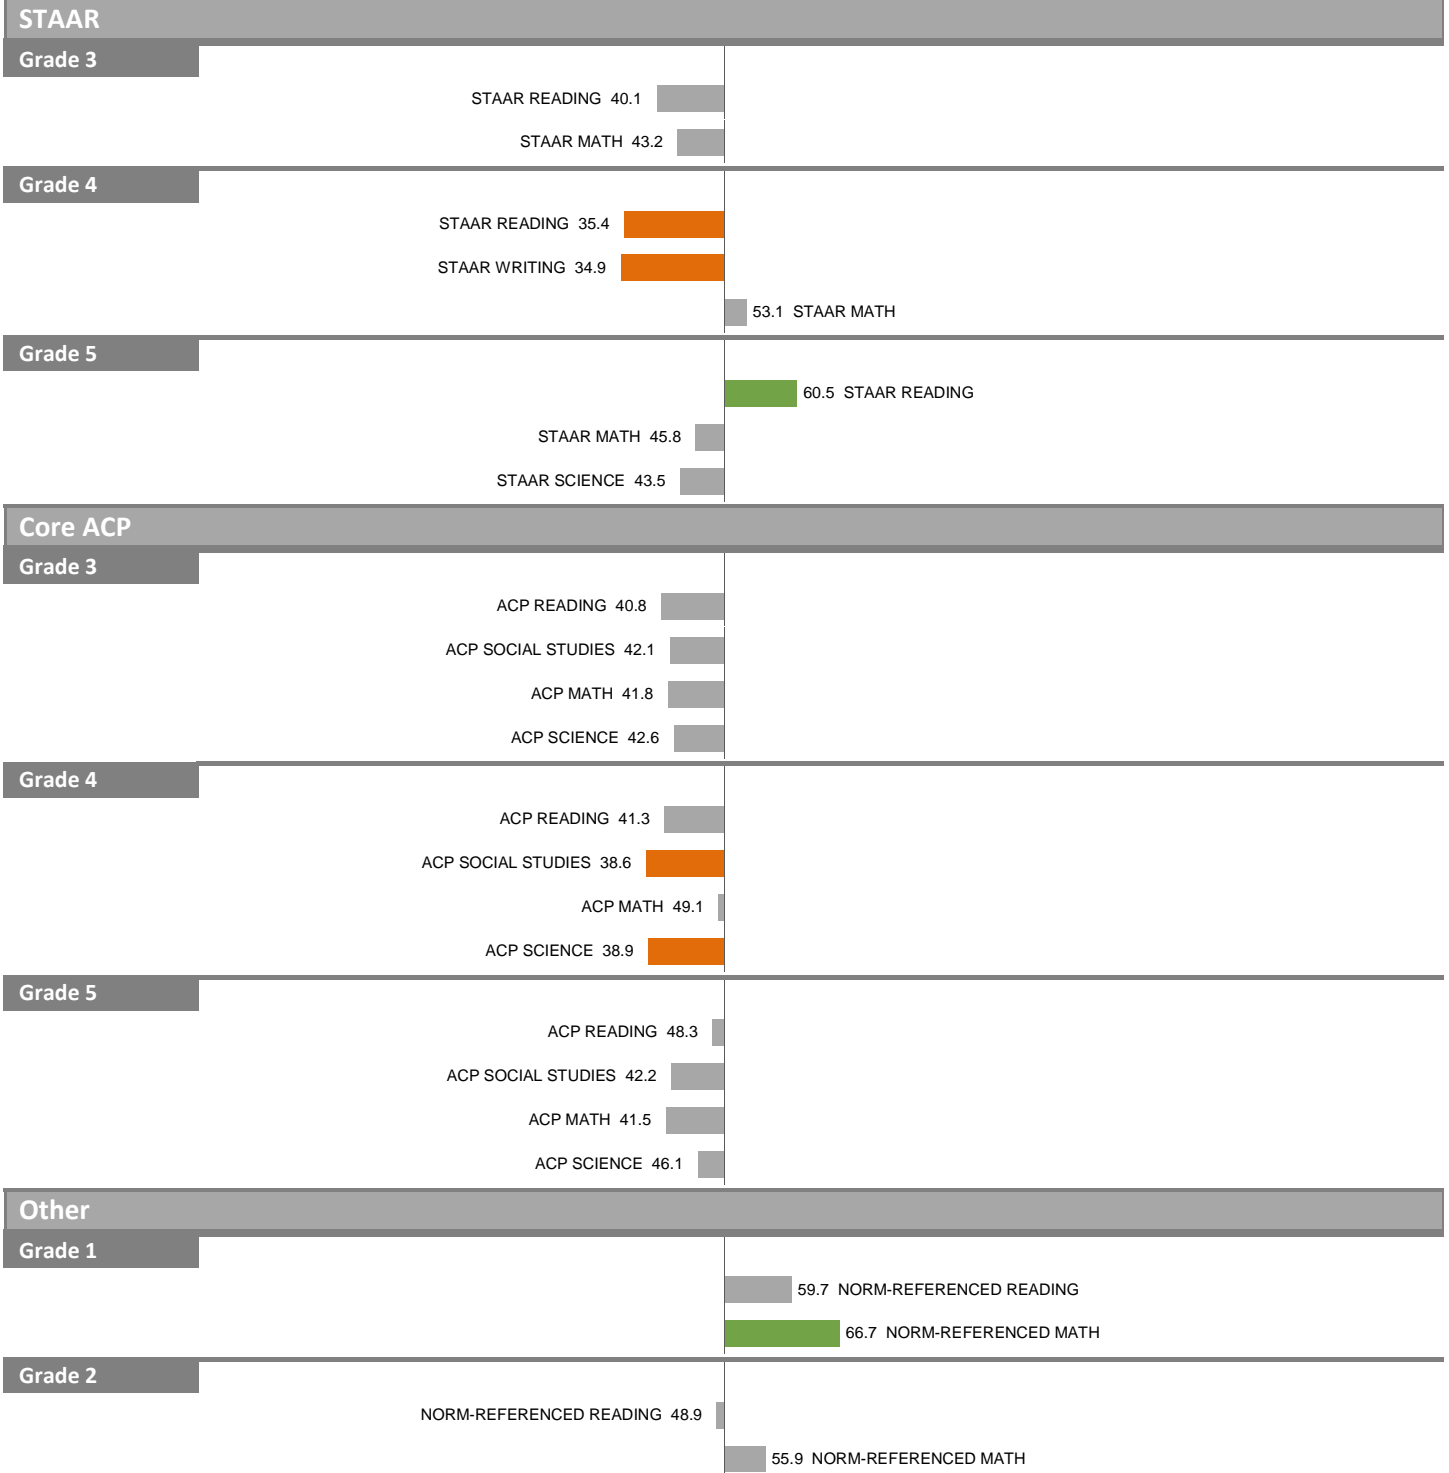 STAAR
Grade 3
STAAR READING 40.1
STAAR MATH 43.2
Grade 4
STAAR READING 35.4
STAAR WRITING 34.9
53.1 STAAR MATH
Grade 5
60.5 STAAR READING
STAAR MATH 45.8
STAAR SCIENCE 43.5
Core ACP
Grade 3
ACP READING 40.8
ACP SOCIAL STUDIES 42.1
ACP MATH 41.8
ACP SCIENCE 42.6
Grade 4
ACP READING 41.3
ACP SOCIAL STUDIES 38.6
ACP MATH 49.1
ACP SCIENCE 38.9
Grade 5
ACP READING 48.3
ACP SOCIAL STUDIES 42.2
ACP MATH 41.5
ACP SCIENCE 46.1
Other
Grade 1
59.7 NORM-REFERENCED READING
66.7 NORM-REFERENCED MATH
Grade 2
NORM-REFERENCED READING 48.9
55.9 NORM-REFERENCED MATH